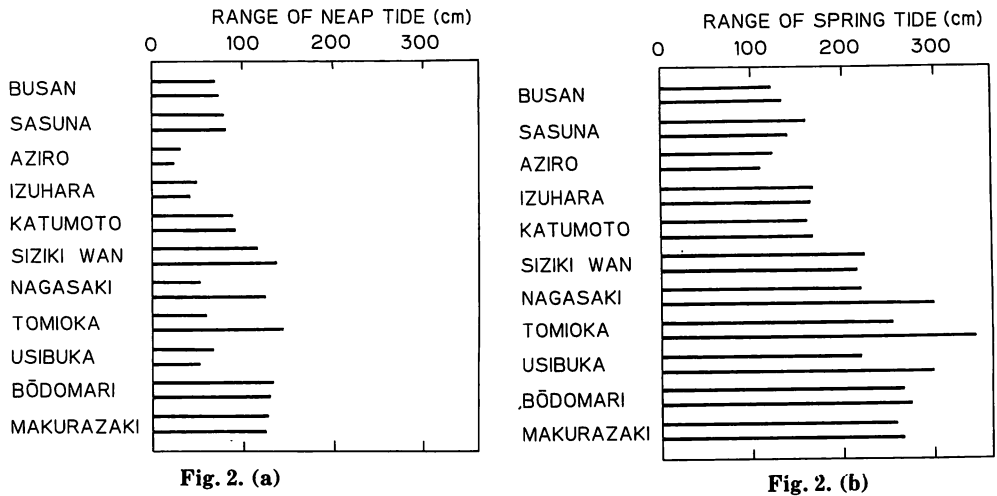 RANGE OF NEAP TIDE (cm)
0 100 200 300
BUSAN
SASUNA
AZIRO
IZUHARA
KATUMOTO
SIZIKI WAN
NAGASAKI
TOMIOKA
USIBUKA
BŌDOMARI
MAKURAZAKI
Fig. 2. (a)
RANGE OF SPRING TIDE (cm)
0 100 200 300
BUSAN
SASUNA
AZIRO
IZUHARA
KATUMOTO
SIZIKI WAN
NAGASAKI
TOMIOKA
USIBUKA
BŌDOMARI
MAKURAZAKI
Fig. 2. (b)